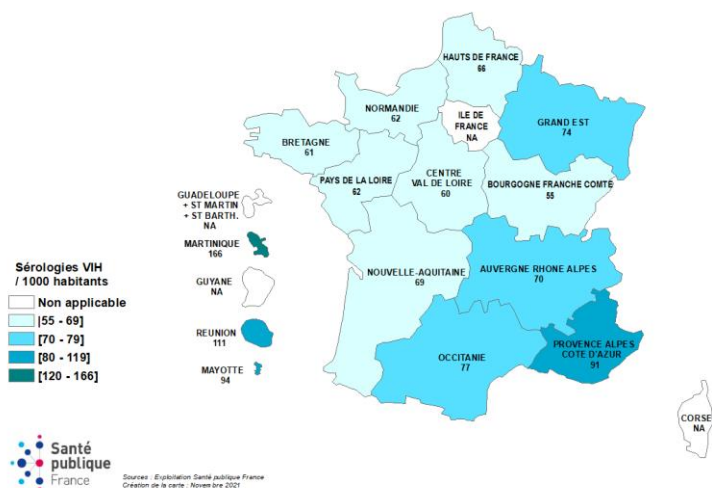 HAUTS DE FRANCE
66
NORMANDIE
62
ILE DE
FRANCE
NA
GRAND EST
74
BRETAGNE
61
PAYS DE LA LOIRE
62
CENTRE
VAL DE LOIRE
60
BOURGOGNE FRANCHE COMTÉ
55
GUADELOUPE
+ ST MARTIN
+ ST BARTH.
NA
MARTINIQUE
166
GUYANE
NA
REUNION
111
MAYOTTE
94
NOUVELLE-AQUITAINE
69
AUVERGNE RHONE ALPES
70
OCCITANIE
77
PROVENCE ALPES
COTE D'AZUR
91
CORSE
NA
Sérologies VIH
/ 1000 habitants
Non applicable
[55 - 69]
[70 - 79]
[80 - 119]
[120 - 166]
Santé
publique
France
Sources : Exploitation Santé publique France
Création de la carte : Novembre 2021